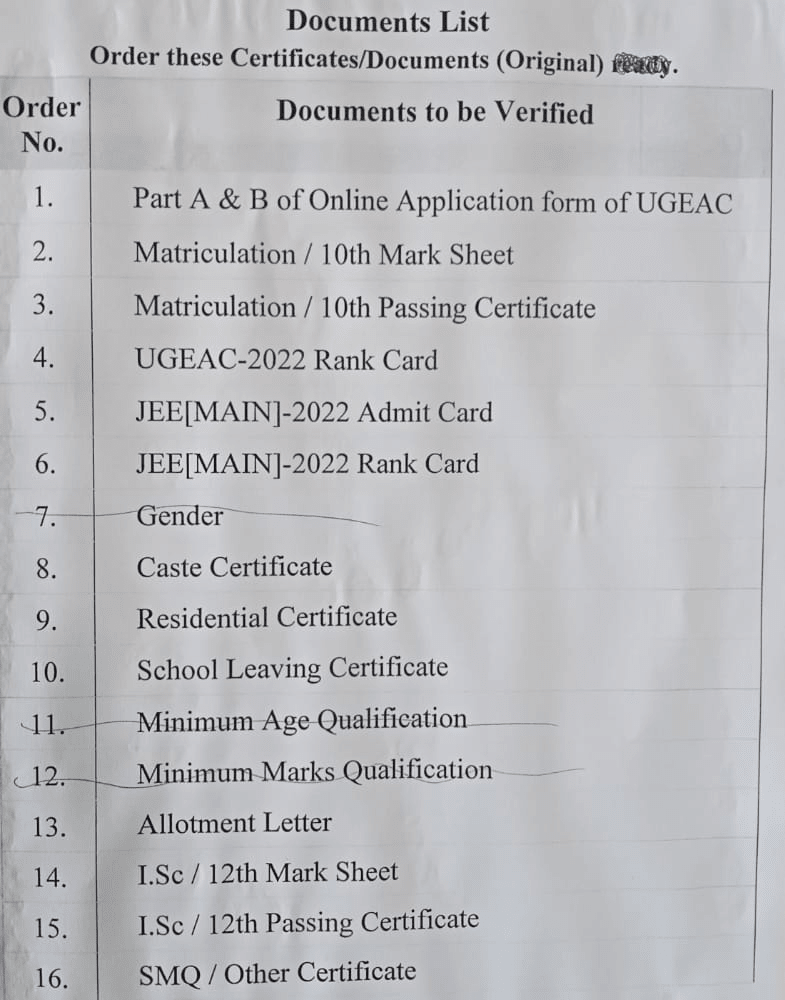 Documents List
Order these Certificates/Documents (Original) ready.
Order No. Documents to be Verified
1. Part A & B of Online Application form of UGEAC
2. Matriculation / 10th Mark Sheet
3. Matriculation / 10th Passing Certificate
4. UGEAC-2022 Rank Card
5. JEE[MAIN]-2022 Admit Card
6. JEE[MAIN]-2022 Rank Card
7. Gender
8. Caste Certificate
9. Residential Certificate
10. School Leaving Certificate
11. Minimum Age Qualification
12. Minimum Marks Qualification
13. Allotment Letter
14. I.Sc / 12th Mark Sheet
15. I.Sc / 12th Passing Certificate
16. SMQ / Other Certificate